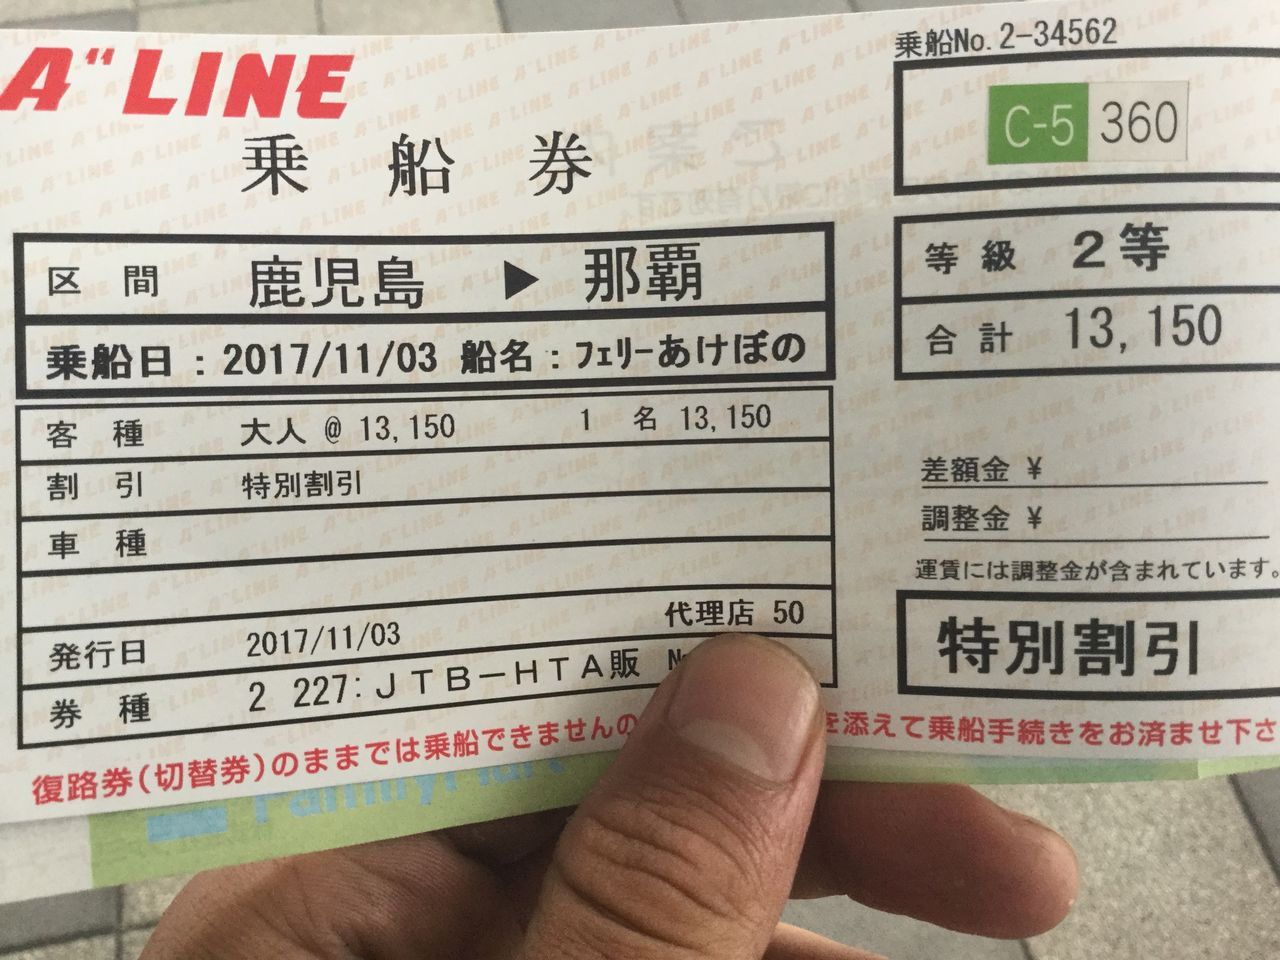 A"LINE
乗船券
乗船No. 2-34562
C-5 360
区間 鹿児島 ▶ 那覇
等級 2等
乗船日：2017/11/03 船名：ﾌｪﾘｰあけぼの
合計 13,150
客種 大人 @ 13,150 1 名 13,150
割引 特別割引
差額金 ¥
車種
調整金 ¥
運賃には調整金が含まれています。
代理店 50
発行日 2017/11/03
特別割引
券種 2 227:ＪＴＢ－ＨＴＡ販
復路券(切替券)のままでは乗船できませんの を添えて乗船手続きをお済ませ下さ
FamilyMart